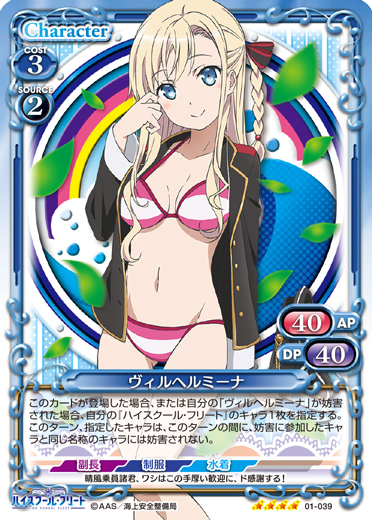 Character
COST
3
SOURCE
2
40 AP
DP 40
ヴィルヘルミーナ
このカードが登場した場合、または自分の「ヴィルヘルミーナ」が妨害
された場合、自分の『ハイスクール・フリート』のキャラ1枚を指定する。
このターン、指定したキャラは、このターンの間に、妨害に参加したキャ
ラと同じ名称のキャラには妨害されない。
副長 制服 水着
晴風乗員諸君、ワシはこの手厚い歓迎に、ド感謝する!
ハイスクール・フリート
©AAS/海上安全整備局
01-039